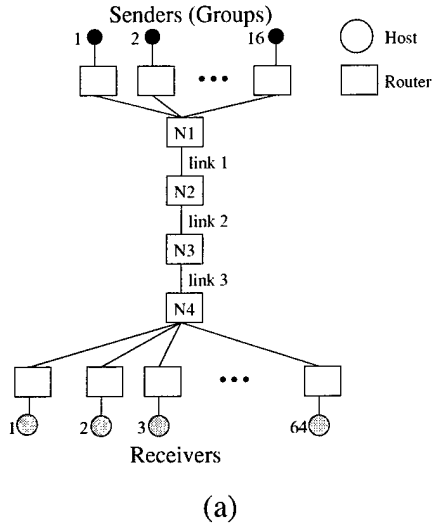 Senders (Groups)
1 2 ••• 16
Host
Router
N1
link 1
N2
link 2
N3
link 3
N4
•••
1 2 3 64
Receivers
(a)